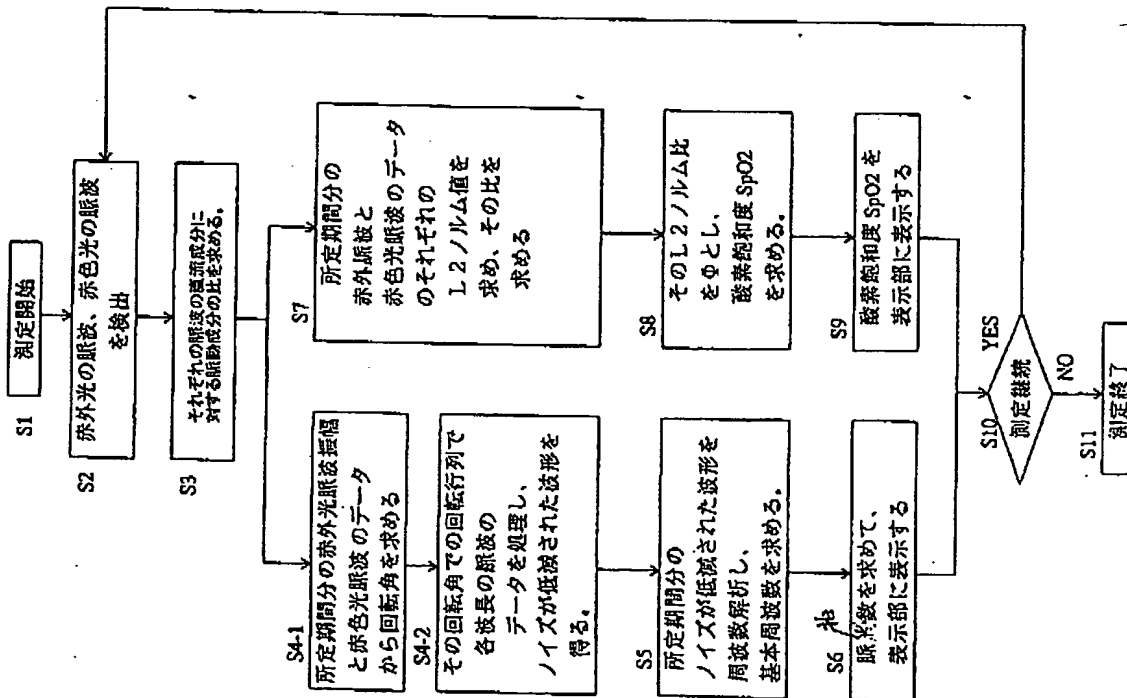 S1
測定開始
S2
赤外光の脈波、赤色光の脈波
を検出
S3
それぞれの脈波の直流成分に
対する脈動成分の比を求める。
S4-1
所定期間分の赤外光脈波振幅
と赤色光脈波のデータ
から回転角を求める
S4-2
その回転角での回転行列で
各波長の脈波の
データを処理し、
ノイズが低減された波形を
得る。
S5
所定期間分の
ノイズが低減された波形を
周波数解析し、
基本周波数を求める。
S6
脈拍数を求めて、
表示部に表示する
S7
所定期間分の
赤外脈波と
赤色光脈波のデータ
のそれぞれの
L2ノルム値を
求め、その比を
求める
S8
そのL2ノルム比
をΦとし、
酸素飽和度SpO2
を求める。
S9
酸素飽和度SpO2を
表示部に表示する
S10
測定継続
YES
NO
S11
測定終了